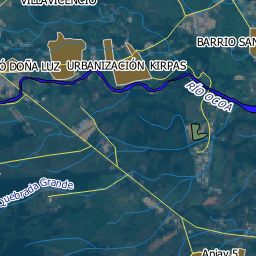 VILLAVICENCIO
BARRIO SAN
Ó DOÑA LUZ
URBANIZACIÓN KIRPAS
RÍO OCOA
Quebrada Grande
Apiay 5